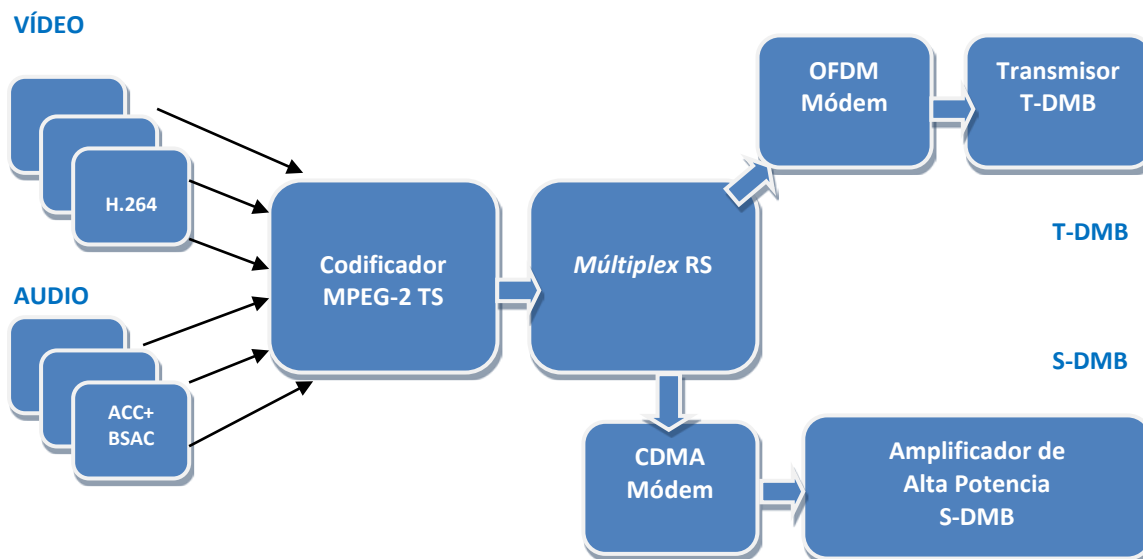 VÍDEO
H.264
AUDIO
ACC+
BSAC
Codificador
MPEG-2 TS
Múltiplex RS
OFDM
Módem
Transmisor
T-DMB
T-DMB
S-DMB
CDMA
Módem
Amplificador de
Alta Potencia
S-DMB